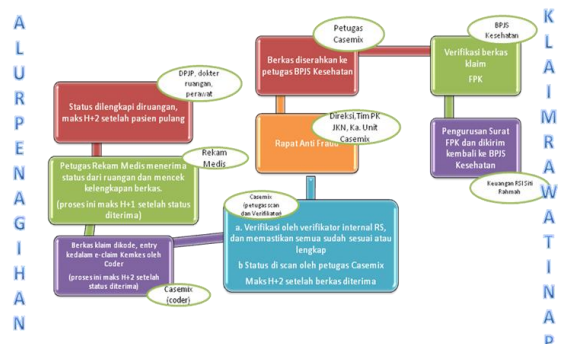 ALUR PENAGIHAN
KLAIM RAWAT INAP
DPJP, dokter
ruangan,
perawat
Status dilengkapi diruangan,
maks H+2 setelah pasien pulang
Rekam
Medis
Petugas Rekam Medis menerima
status dari ruangan dan mencek
kelengkapan berkas.
(proses ini maks H+1 setelah status
diterima)
Berkas klaim dikode, entry
kedalam e-claim Kemkes oleh
Coder
(proses ini maks H+2 setelah
status diterima)
Casemix
(coder)
Casemix
(petugas scan
dan Verifikator)
a. Verifikasi oleh verifikator internal RS,
dan memastikan semua sudah sesuai atau
lengkap
b Status di scan oleh petugas Casemix
Maks H+2 setelah berkas diterima
Direksi,Tim PK
JKN, Ka. Unit
Casemix
Rapat Anti Fraud
Petugas
Casemix
Berkas diserahkan ke
petugas BPJS Kesehatan
BPJS
Kesehatan
Verifikasi berkas
klaim
FPK
Pengurusan Surat
FPK dan dikirim
kembali ke BPJS
Kesehatan
Keuangan RSI Siti
Rahmah